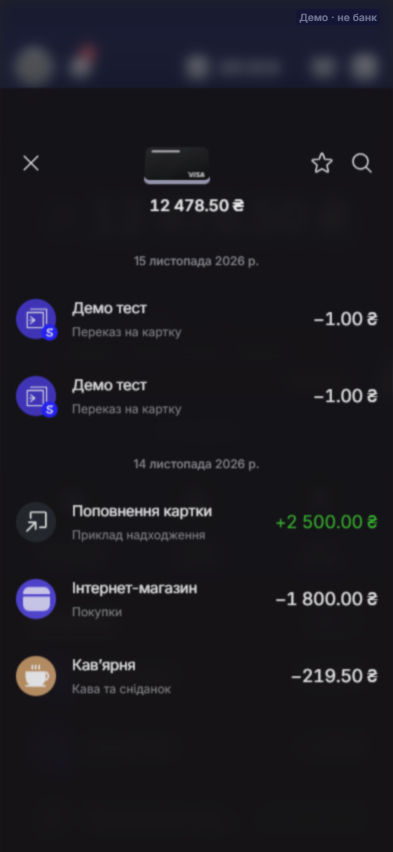 Демо · не банк
VISA
12 478.50 ₴
15 листопада 2026 р.
Демо тест
−1.00 ₴
Переказ на картку
S
Демо тест
−1.00 ₴
Переказ на картку
S
14 листопада 2026 р.
Поповнення картки
+2 500.00 ₴
Приклад надходження
Інтернет-магазин
−1 800.00 ₴
Покупки
Кав’ярня
−219.50 ₴
Кава та сніданок